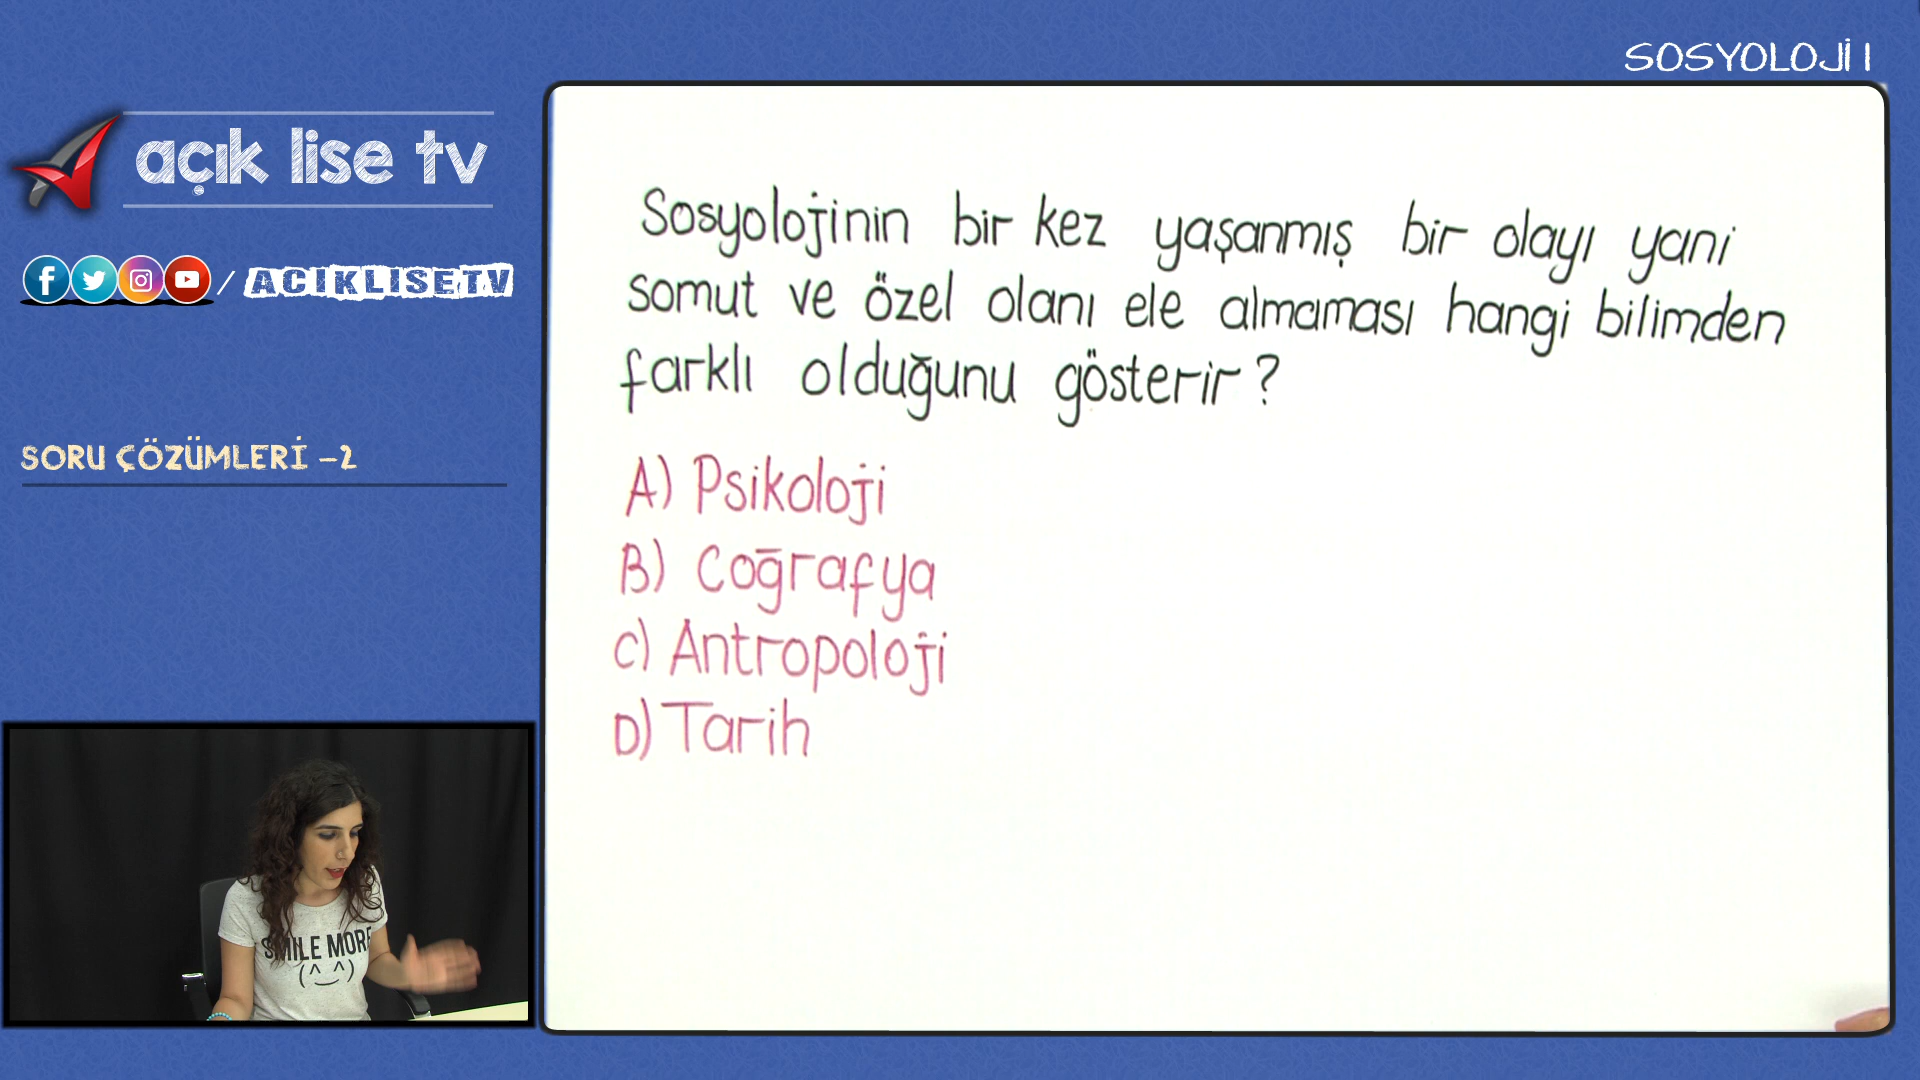 SOSYOLOJİ 1
açık lise tv
/ ACIKLISETV
SORU ÇÖZÜMLERİ -2
Sosyolojinin bir kez yaşanmış bir olayı yani
somut ve özel olanı ele almaması hangi bilimden
farklı olduğunu gösterir?
A) Psikoloji
B) Coğrafya
C) Antropoloji
D) Tarih
SMILE MORE
(^_^)